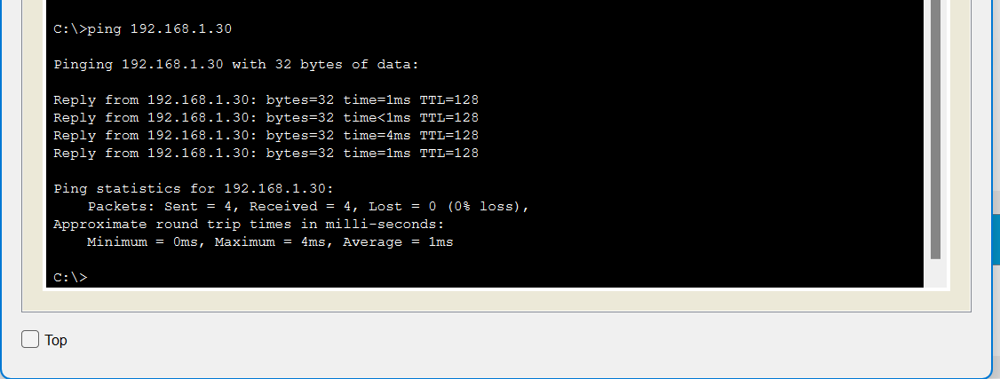 C:\>ping 192.168.1.30
Pinging 192.168.1.30 with 32 bytes of data:
Reply from 192.168.1.30: bytes=32 time=1ms TTL=128
Reply from 192.168.1.30: bytes=32 time<1ms TTL=128
Reply from 192.168.1.30: bytes=32 time=4ms TTL=128
Reply from 192.168.1.30: bytes=32 time=1ms TTL=128
Ping statistics for 192.168.1.30:
    Packets: Sent = 4, Received = 4, Lost = 0 (0% loss),
Approximate round trip times in milli-seconds:
    Minimum = 0ms, Maximum = 4ms, Average = 1ms
C:\>
Top